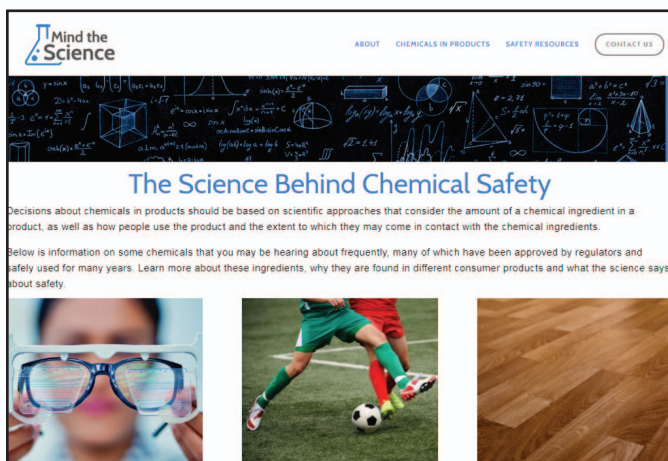 Mind the
Science
ABOUT CHEMICALS IN PRODUCTS SAFETY RESOURCES CONTACT US
The Science Behind Chemical Safety
Decisions about chemicals in products should be based on scientific approaches that consider the amount of a chemical ingredient in a
product, as well as how people use the product and the extent to which they may come in contact with the chemical ingredients.
Below is information on some chemicals that you may be hearing about frequently, many of which have been approved by regulators and
safely used for many years. Learn more about these ingredients, why they are found in different consumer products and what the science says
about safety.